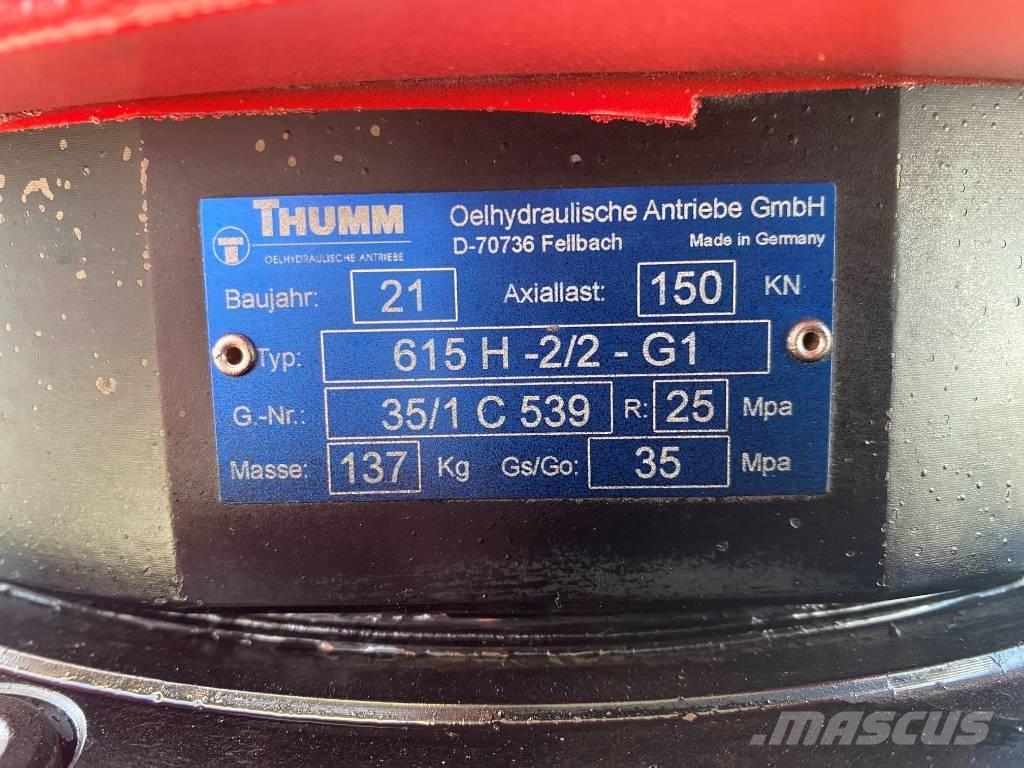 THUMM
OELHYDRAULISCHE ANTRIEBE
Oelhydraulische Antriebe GmbH
D-70736 Fellbach Made in Germany
Baujahr: 21 Axiallast: 150 KN
Typ: 615 H -2/2 - G1
G.-Nr.: 35/1 C 539 R: 25 Mpa
Masse: 137 Kg Gs/Go: 35 Mpa
MASCUS